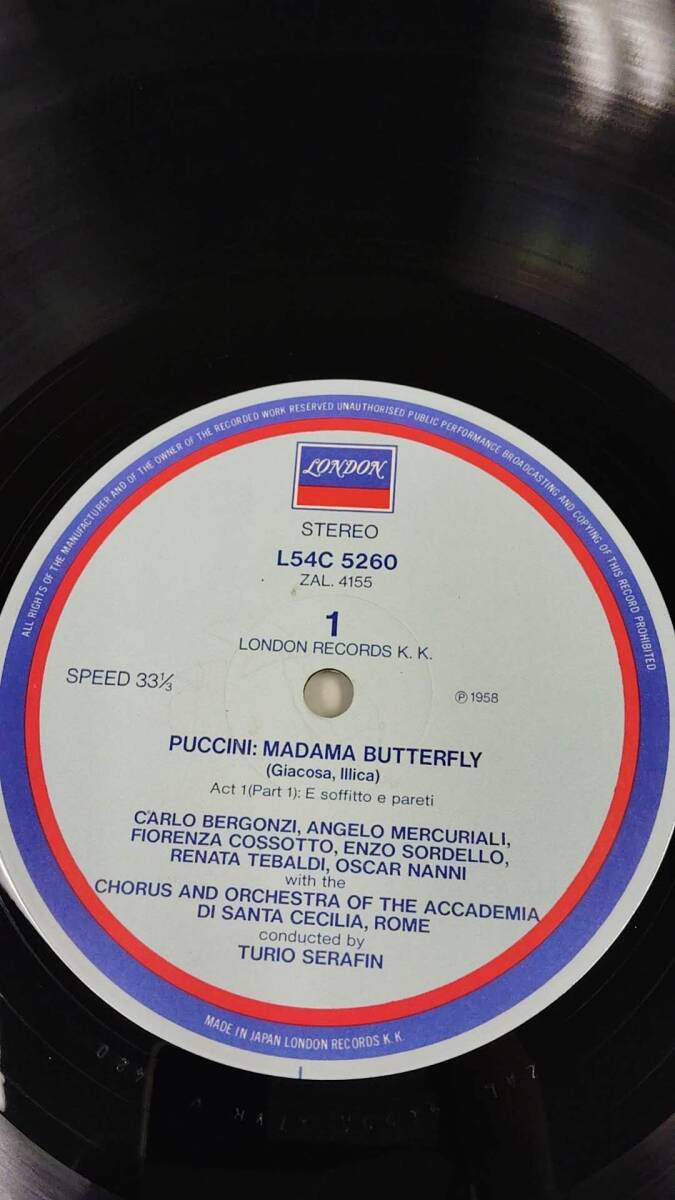 ALL RIGHTS OF THE MANUFACTURER AND OF THE OWNER OF THE RECORDED WORK RESERVED UNAUTHORISED PUBLIC PERFORMANCE BROADCASTING AND COPYING OF THIS RECORD PROHIBITED
LONDON
STEREO
L54C 5260
ZAL. 4155
1
LONDON RECORDS K. K.
SPEED 33⅓
℗ 1958
PUCCINI: MADAMA BUTTERFLY
(Giacosa, Illica)
Act 1(Part 1): E soffitto e pareti
CARLO BERGONZI, ANGELO MERCURIALI,
FIORENZA COSSOTTO, ENZO SORDELLO,
RENATA TEBALDI, OSCAR NANNI
with the
CHORUS AND ORCHESTRA OF THE ACCADEMIA
DI SANTA CECILIA, ROME
conducted by
TURIO SERAFIN
MADE IN JAPAN LONDON RECORDS K.K.
420